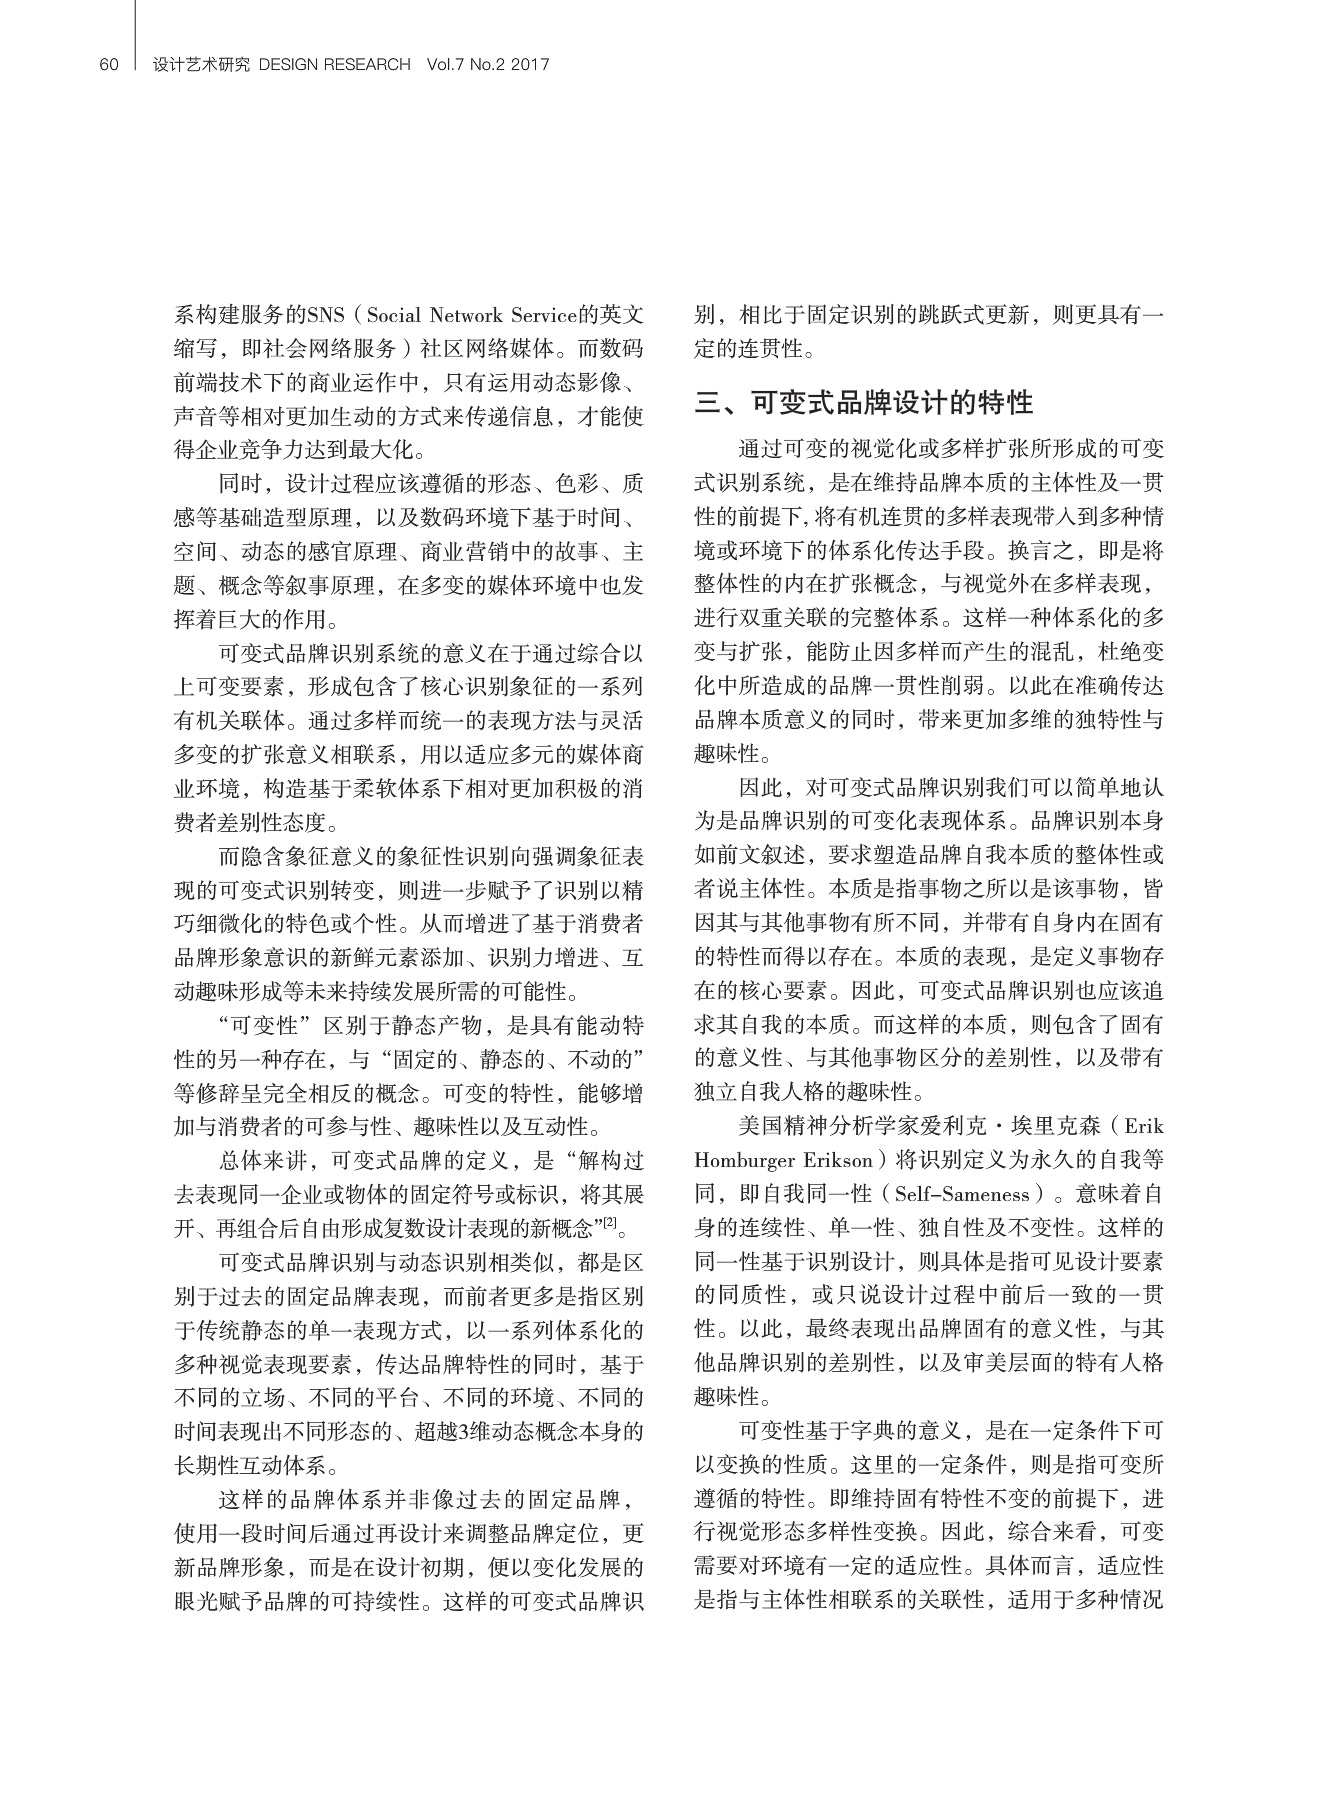 60
设计艺术研究 DESIGN RESEARCH Vol.7 No.2 2017
系构建服务的SNS（Social Network Service的英文
缩写，即社会网络服务）社区网络媒体。而数码
前端技术下的商业运作中，只有运用动态影像、
声音等相对更加生动的方式来传递信息，才能使
得企业竞争力达到最大化。
同时，设计过程应该遵循的形态、色彩、质
感等基础造型原理，以及数码环境下基于时间、
空间、动态的感官原理、商业营销中的故事、主
题、概念等叙事原理，在多变的媒体环境中也发
挥着巨大的作用。
可变式品牌识别系统的意义在于通过综合以
上可变要素，形成包含了核心识别象征的一系列
有机关联体。通过多样而统一的表现方法与灵活
多变的扩张意义相联系，用以适应多元的媒体商
业环境，构造基于柔软体系下相对更加积极的消
费者差别性态度。
而隐含象征意义的象征性识别向强调象征表
现的可变式识别转变，则进一步赋予了识别以精
巧细微化的特色或个性。从而增进了基于消费者
品牌形象意识的新鲜元素添加、识别力增进、互
动趣味形成等未来持续发展所需的可能性。
“可变性”区别于静态产物，是具有能动特
性的另一种存在，与“固定的、静态的、不动的”
等修辞呈完全相反的概念。可变的特性，能够增
加与消费者的可参与性、趣味性以及互动性。
总体来讲，可变式品牌的定义，是“解构过
去表现同一企业或物体的固定符号或标识，将其展
开、再组合后自由形成复数设计表现的新概念”[2]。
可变式品牌识别与动态识别相类似，都是区
别于过去的固定品牌表现，而前者更多是指区别
于传统静态的单一表现方式，以一系列体系化的
多种视觉表现要素，传达品牌特性的同时，基于
不同的立场、不同的平台、不同的环境、不同的
时间表现出不同形态的、超越3维动态概念本身的
长期性互动体系。
这样的品牌体系并非像过去的固定品牌，
使用一段时间后通过再设计来调整品牌定位，更
新品牌形象，而是在设计初期，便以变化发展的
眼光赋予品牌的可持续性。这样的可变式品牌识
别，相比于固定识别的跳跃式更新，则更具有一
定的连贯性。
三、可变式品牌设计的特性
通过可变的视觉化或多样扩张所形成的可变
式识别系统，是在维持品牌本质的主体性及一贯
性的前提下，将有机连贯的多样表现带入到多种情
境或环境下的体系化传达手段。换言之，即是将
整体性的内在扩张概念，与视觉外在多样表现，
进行双重关联的完整体系。这样一种体系化的多
变与扩张，能防止因多样而产生的混乱，杜绝变
化中所造成的品牌一贯性削弱。以此在准确传达
品牌本质意义的同时，带来更加多维的独特性与
趣味性。
因此，对可变式品牌识别我们可以简单地认
为是品牌识别的可变化表现体系。品牌识别本身
如前文叙述，要求塑造品牌自我本质的整体性或
者说主体性。本质是指事物之所以是该事物，皆
因其与其他事物有所不同，并带有自身内在固有
的特性而得以存在。本质的表现，是定义事物存
在的核心要素。因此，可变式品牌识别也应该追
求其自我的本质。而这样的本质，则包含了固有
的意义性、与其他事物区分的差别性，以及带有
独立自我人格的趣味性。
美国精神分析学家爱利克·埃里克森（Erik
Homburger Erikson）将识别定义为永久的自我等
同，即自我同一性（Self-Sameness）。意味着自
身的连续性、单一性、独自性及不变性。这样的
同一性基于识别设计，则具体是指可见设计要素
的同质性，或只说设计过程中前后一致的一贯
性。以此，最终表现出品牌固有的意义性，与其
他品牌识别的差别性，以及审美层面的特有人格
趣味性。
可变性基于字典的意义，是在一定条件下可
以变换的性质。这里的一定条件，则是指可变所
遵循的特性。即维持固有特性不变的前提下，进
行视觉形态多样性变换。因此，综合来看，可变
需要对环境有一定的适应性。具体而言，适应性
是指与主体性相联系的关联性，适用于多种情况